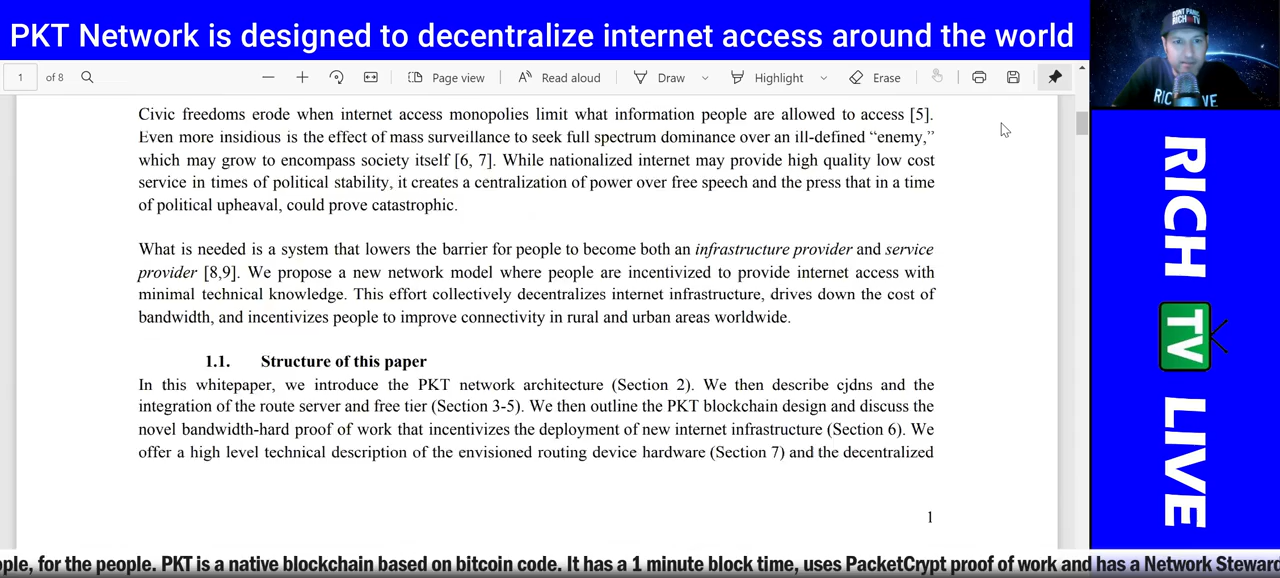 PKT Network is designed to decentralize internet access around the world
1 of 8 Page view Read aloud Draw Highlight Erase
Civic freedoms erode when internet access monopolies limit what information people are allowed to access [5].
Even more insidious is the effect of mass surveillance to seek full spectrum dominance over an ill-defined “enemy,”
which may grow to encompass society itself [6, 7]. While nationalized internet may provide high quality low cost
service in times of political stability, it creates a centralization of power over free speech and the press that in a time
of political upheaval, could prove catastrophic.
What is needed is a system that lowers the barrier for people to become both an infrastructure provider and service
provider [8,9]. We propose a new network model where people are incentivized to provide internet access with
minimal technical knowledge. This effort collectively decentralizes internet infrastructure, drives down the cost of
bandwidth, and incentivizes people to improve connectivity in rural and urban areas worldwide.
1.1. Structure of this paper
In this whitepaper, we introduce the PKT network architecture (Section 2). We then describe cjdns and the
integration of the route server and free tier (Section 3-5). We then outline the PKT blockchain design and discuss the
novel bandwidth-hard proof of work that incentivizes the deployment of new internet infrastructure (Section 6). We
offer a high level technical description of the envisioned routing device hardware (Section 7) and the decentralized
1
RICH TV LIVE
ople, for the people. PKT is a native blockchain based on bitcoin code. It has a 1 minute block time, uses PacketCrypt proof of work and has a Network Steward